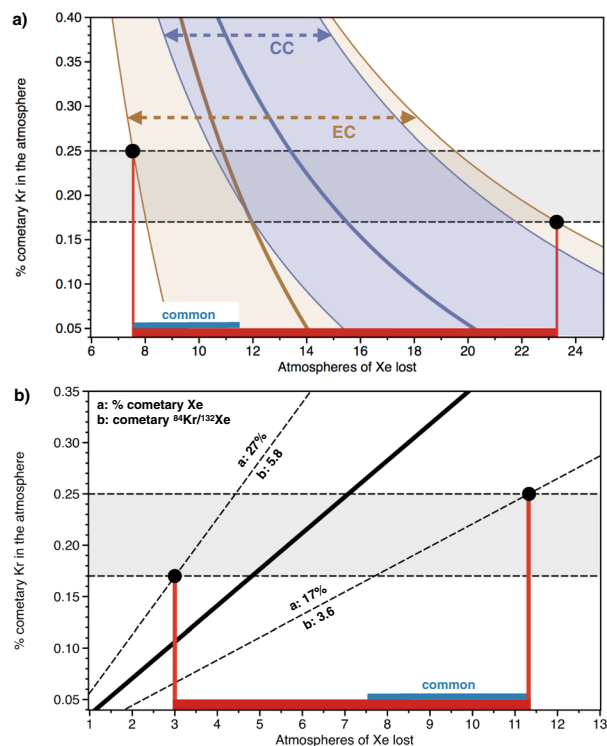 a)
0.40
0.35
0.30
0.25
0.20
0.15
0.10
0.05
% cometary Kr in the atmosphere
CC
EC
common
6 8 10 12 14 16 18 20 22 24
Atmospheres of Xe lost
b)
0.35
0.30
0.25
0.20
0.15
0.10
0.05
% cometary Kr in the atmosphere
a: % cometary Xe
b: cometary ⁸⁴Kr/¹³²Xe
a: 27%
b: 5.8
a: 17%
b: 3.6
common
1 2 3 4 5 6 7 8 9 10 11 12 13
Atmospheres of Xe lost